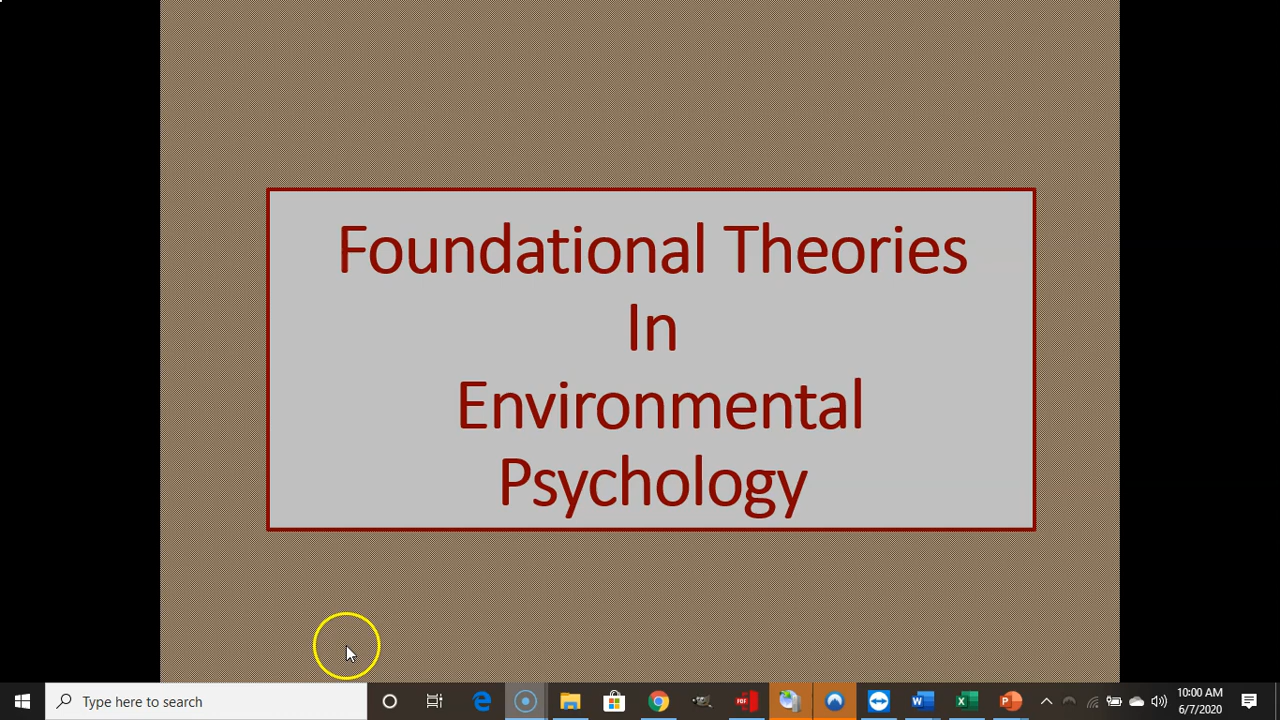 Foundational Theories
In
Environmental
Psychology
Type here to search
10:00 AM
6/7/2020